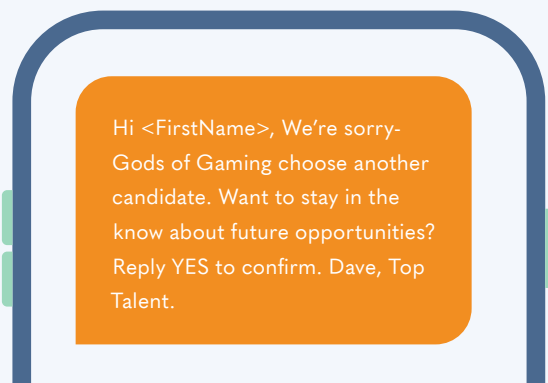 Hi <FirstName>, We're sorry-
Gods of Gaming choose another
candidate. Want to stay in the
know about future opportunities?
Reply YES to confirm. Dave, Top
Talent.